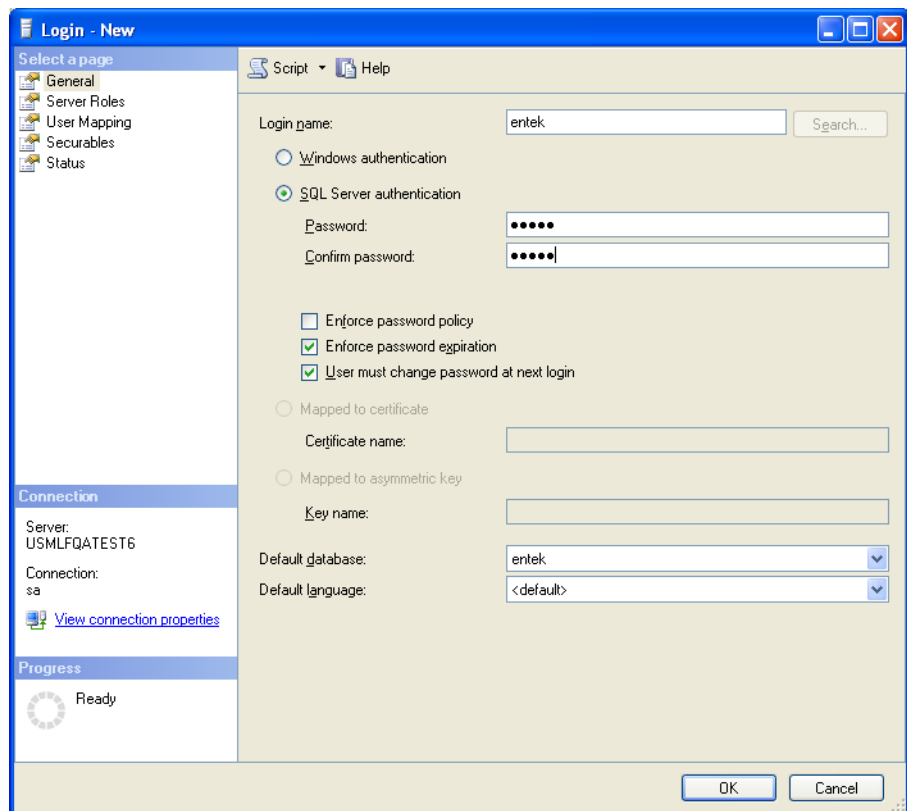 Login - New
Select a page
General
Server Roles
User Mapping
Securables
Status
Script Help
Login name: entek Search...
Windows authentication
SQL Server authentication
Password: •••••
Confirm password: •••••
Enforce password policy
Enforce password expiration
User must change password at next login
Mapped to certificate
Certificate name:
Mapped to asymmetric key
Key name:
Default database: entek
Default language: <default>
Connection
Server:
USMLFQATEST6
Connection:
sa
View connection properties
Progress
Ready
OK Cancel